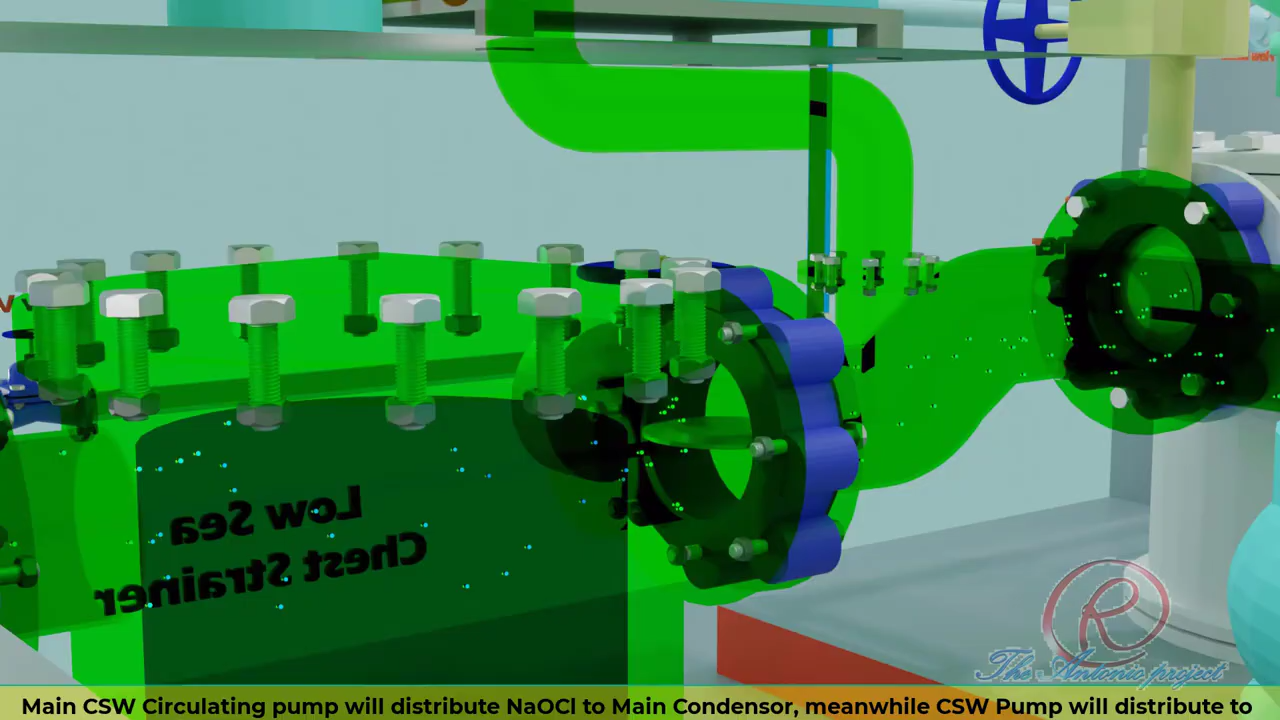 Low Sea
Chest Strainer
R
The Antonio project
Main CSW Circulating pump will distribute NaOCl to Main Condensor, meanwhile CSW Pump will distribute to